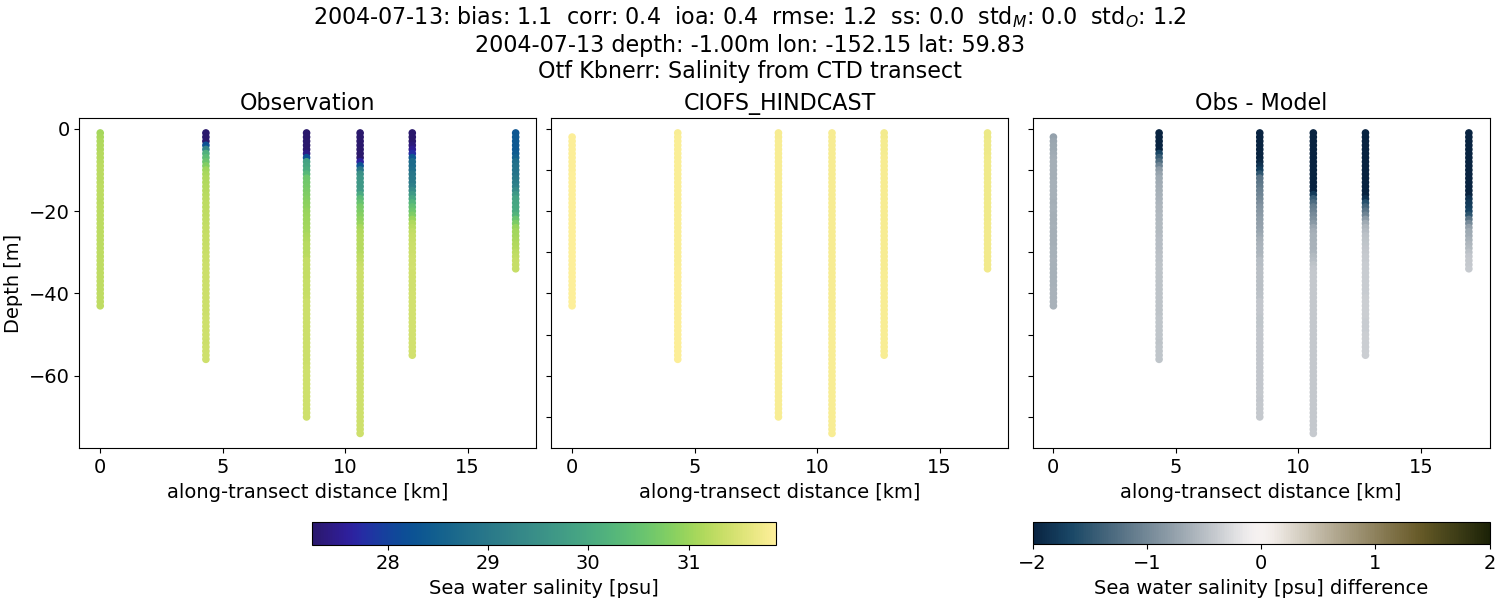 2004-07-13: bias: 1.1 corr: 0.4 ioa: 0.4 rmse: 1.2 ss: 0.0 std_M: 0.0 std_O: 1.2
2004-07-13 depth: -1.00m lon: -152.15 lat: 59.83
Otf Kbnerr: Salinity from CTD transect
Observation
CIOFS_HINDCAST
Obs - Model
Depth [m]
0
−20
−40
−60
0 5 10 15
0 5 10 15
0 5 10 15
along-transect distance [km]
along-transect distance [km]
along-transect distance [km]
28 29 30 31
Sea water salinity [psu]
−2 −1 0 1 2
Sea water salinity [psu] difference